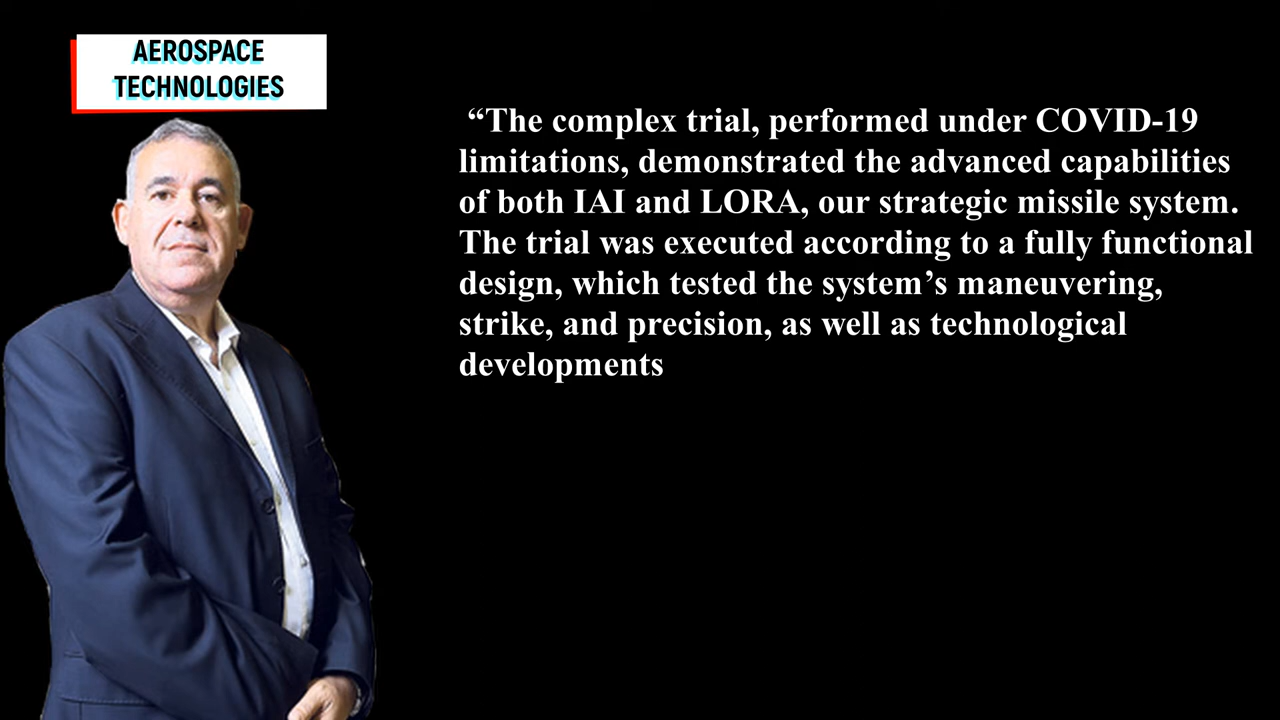 AEROSPACE
TECHNOLOGIES
“The complex trial, performed under COVID-19
limitations, demonstrated the advanced capabilities
of both IAI and LORA, our strategic missile system.
The trial was executed according to a fully functional
design, which tested the system’s maneuvering,
strike, and precision, as well as technological
developments